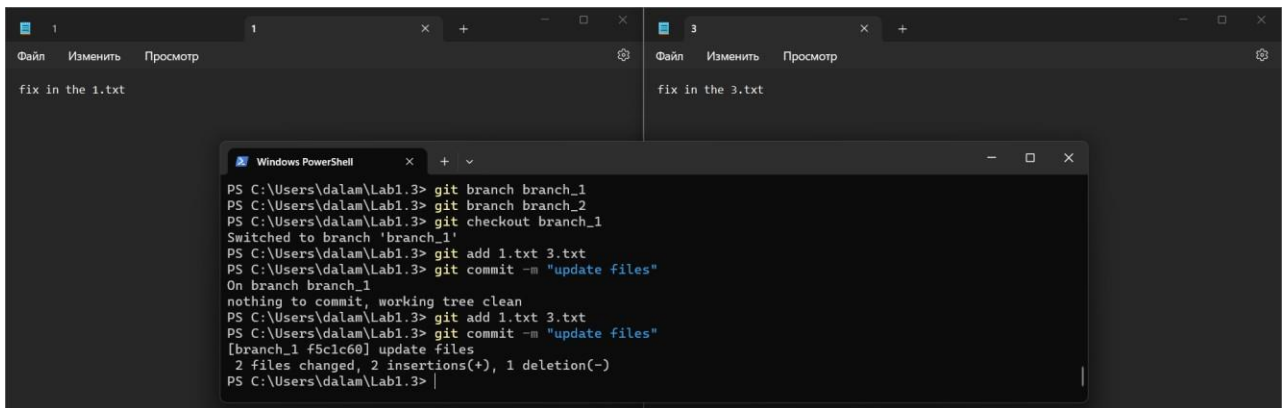 1
1
3
Файл Изменить Просмотр
Файл Изменить Просмотр
fix in the 1.txt
fix in the 3.txt
Windows PowerShell
PS C:\Users\dalam\Lab1.3> git branch branch_1
PS C:\Users\dalam\Lab1.3> git branch branch_2
PS C:\Users\dalam\Lab1.3> git checkout branch_1
Switched to branch 'branch_1'
PS C:\Users\dalam\Lab1.3> git add 1.txt 3.txt
PS C:\Users\dalam\Lab1.3> git commit -m "update files"
On branch branch_1
nothing to commit, working tree clean
PS C:\Users\dalam\Lab1.3> git add 1.txt 3.txt
PS C:\Users\dalam\Lab1.3> git commit -m "update files"
[branch_1 f5c1c60] update files
 2 files changed, 2 insertions(+), 1 deletion(-)
PS C:\Users\dalam\Lab1.3>